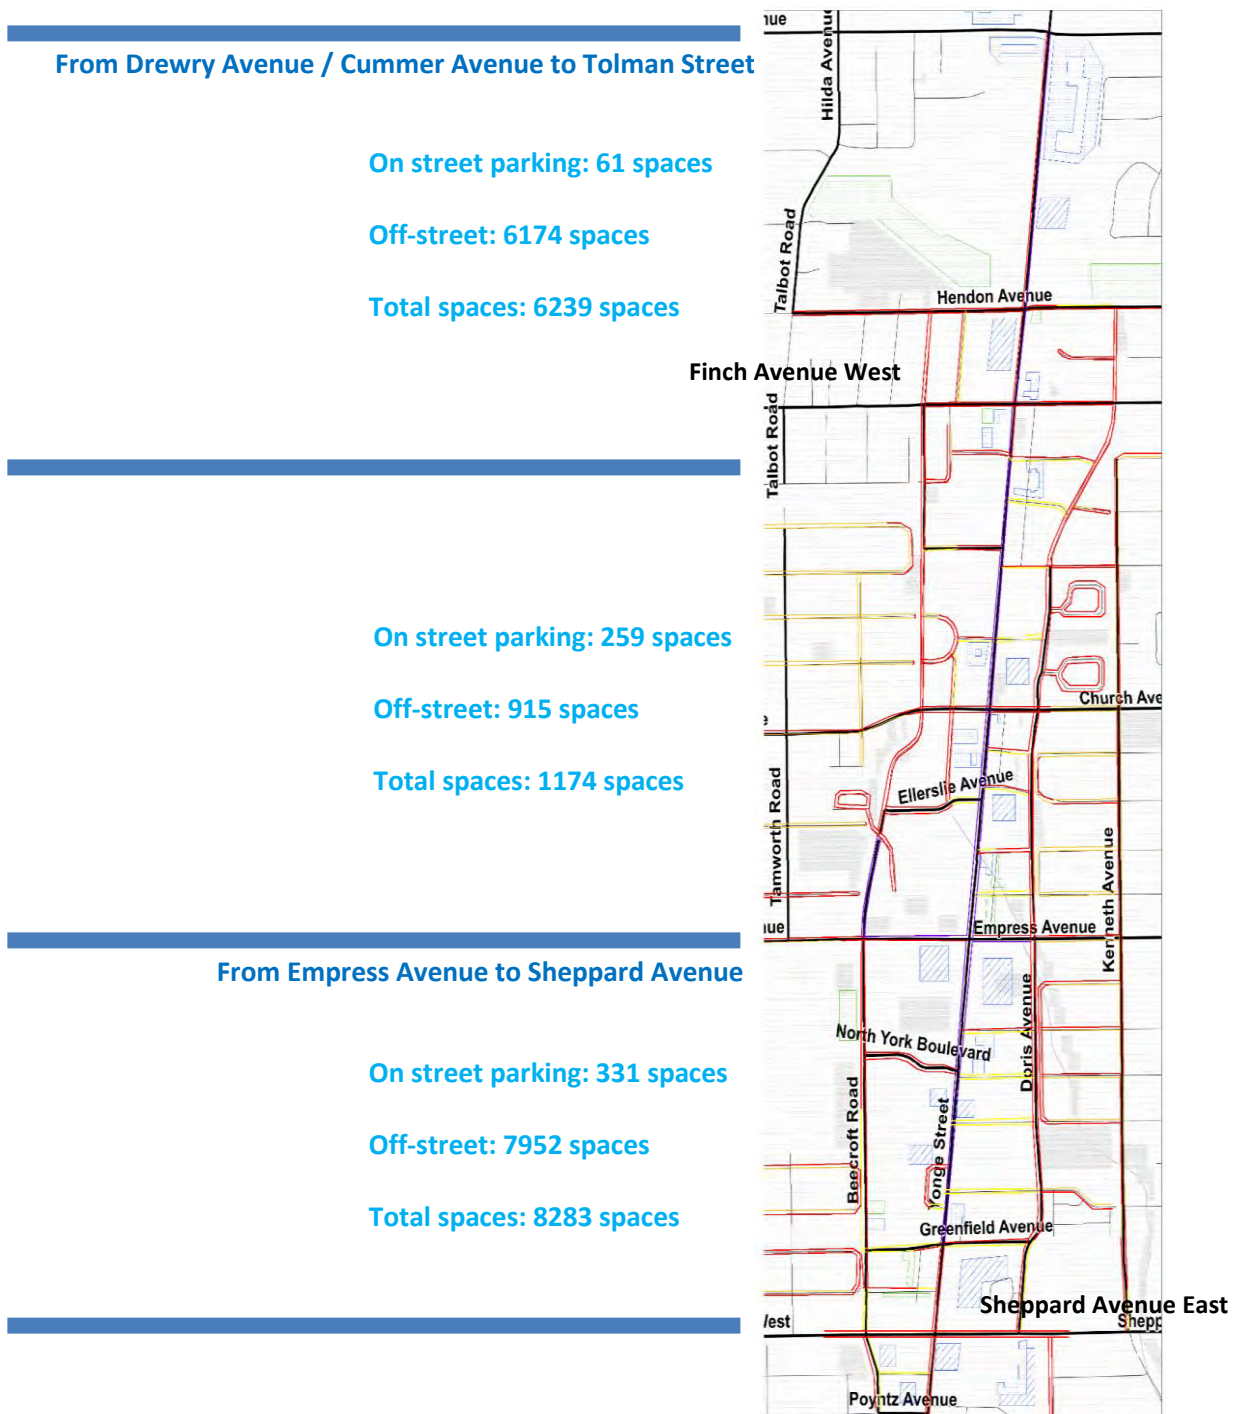 From Drewry Avenue / Cummer Avenue to Tolman Street
On street parking: 61 spaces
Off-street: 6174 spaces
Total spaces: 6239 spaces
On street parking: 259 spaces
Off-street: 915 spaces
Total spaces: 1174 spaces
From Empress Avenue to Sheppard Avenue
On street parking: 331 spaces
Off-street: 7952 spaces
Total spaces: 8283 spaces
nue
Hilda Avenue
Talbot Road
Hendon Avenue
Finch Avenue West
Talbot Road
Church Ave
e
Ellerslie Avenue
Tamworth Road
Kenneth Avenue
nue
Empress Avenue
Doris Avenue
North York Boulevard
Beecroft Road
Yonge Street
Greenfield Avenue
Sheppard Avenue East
West
Shepp
Poyntz Avenue